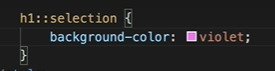 h1::selection {
background-color: violet;
}